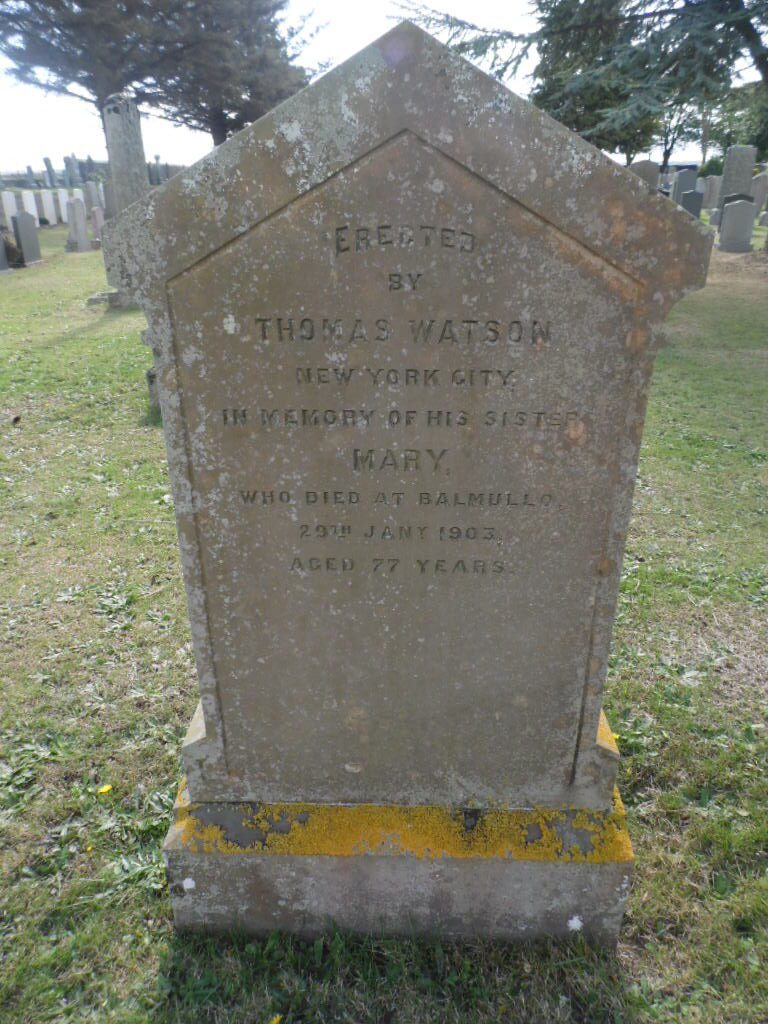 ERECTED
BY
THOMAS WATSON
NEW YORK CITY,
IN MEMORY OF HIS SISTER
MARY,
WHO DIED AT BALMULLO,
29TH JANY 1903,
AGED 77 YEARS.